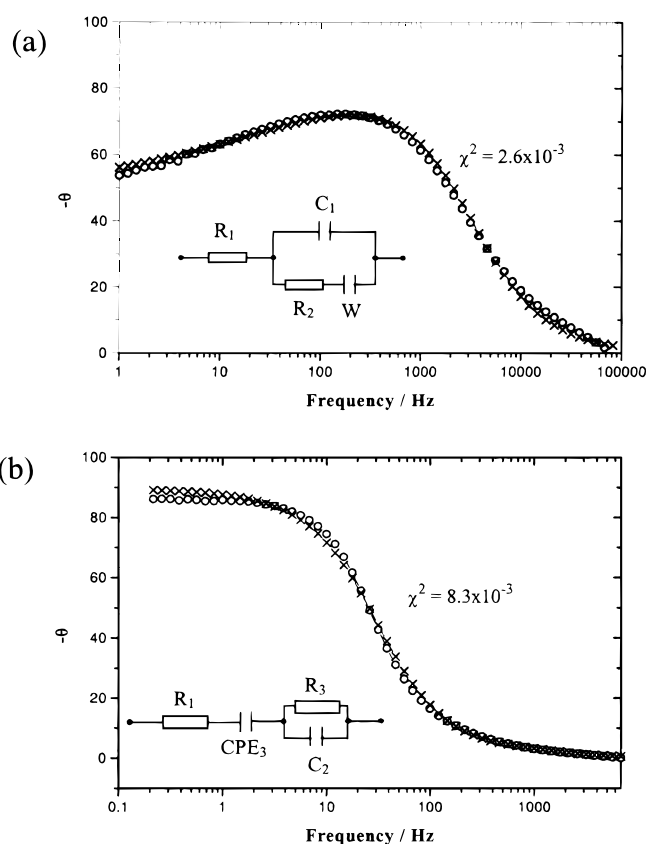 (a)
100
80
60
40
20
0
-θ
χ² = 2.6x10⁻³
C₁
R₁
R₂ W
1 10 100 1000 10000 100000
Frequency / Hz
(b)
100
80
60
40
20
0
-θ
χ² = 8.3x10⁻³
R₁ R₃
CPE₃ C₂
0.1 1 10 100 1000
Frequency / Hz